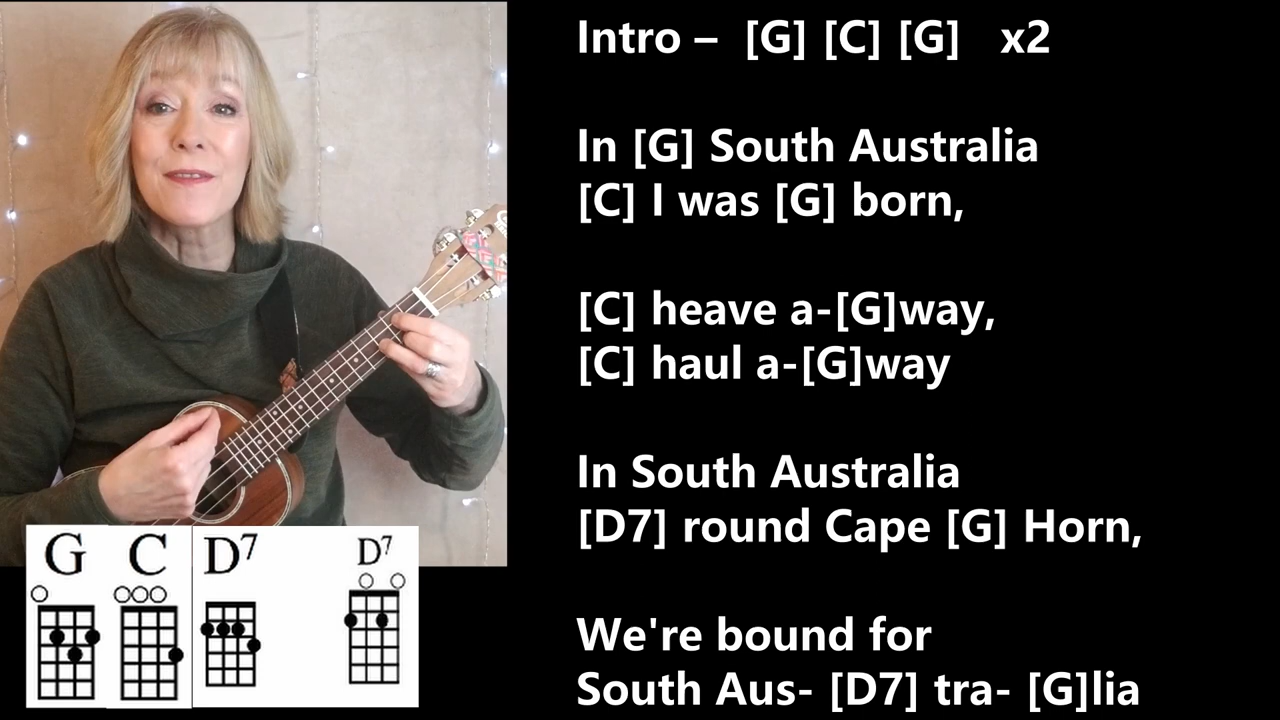 Intro – [G] [C] [G] x2
In [G] South Australia
[C] I was [G] born,
[C] heave a-[G]way,
[C] haul a-[G]way
In South Australia
[D7] round Cape [G] Horn,
We're bound for
South Aus- [D7] tra- [G]lia
G C D7 D7